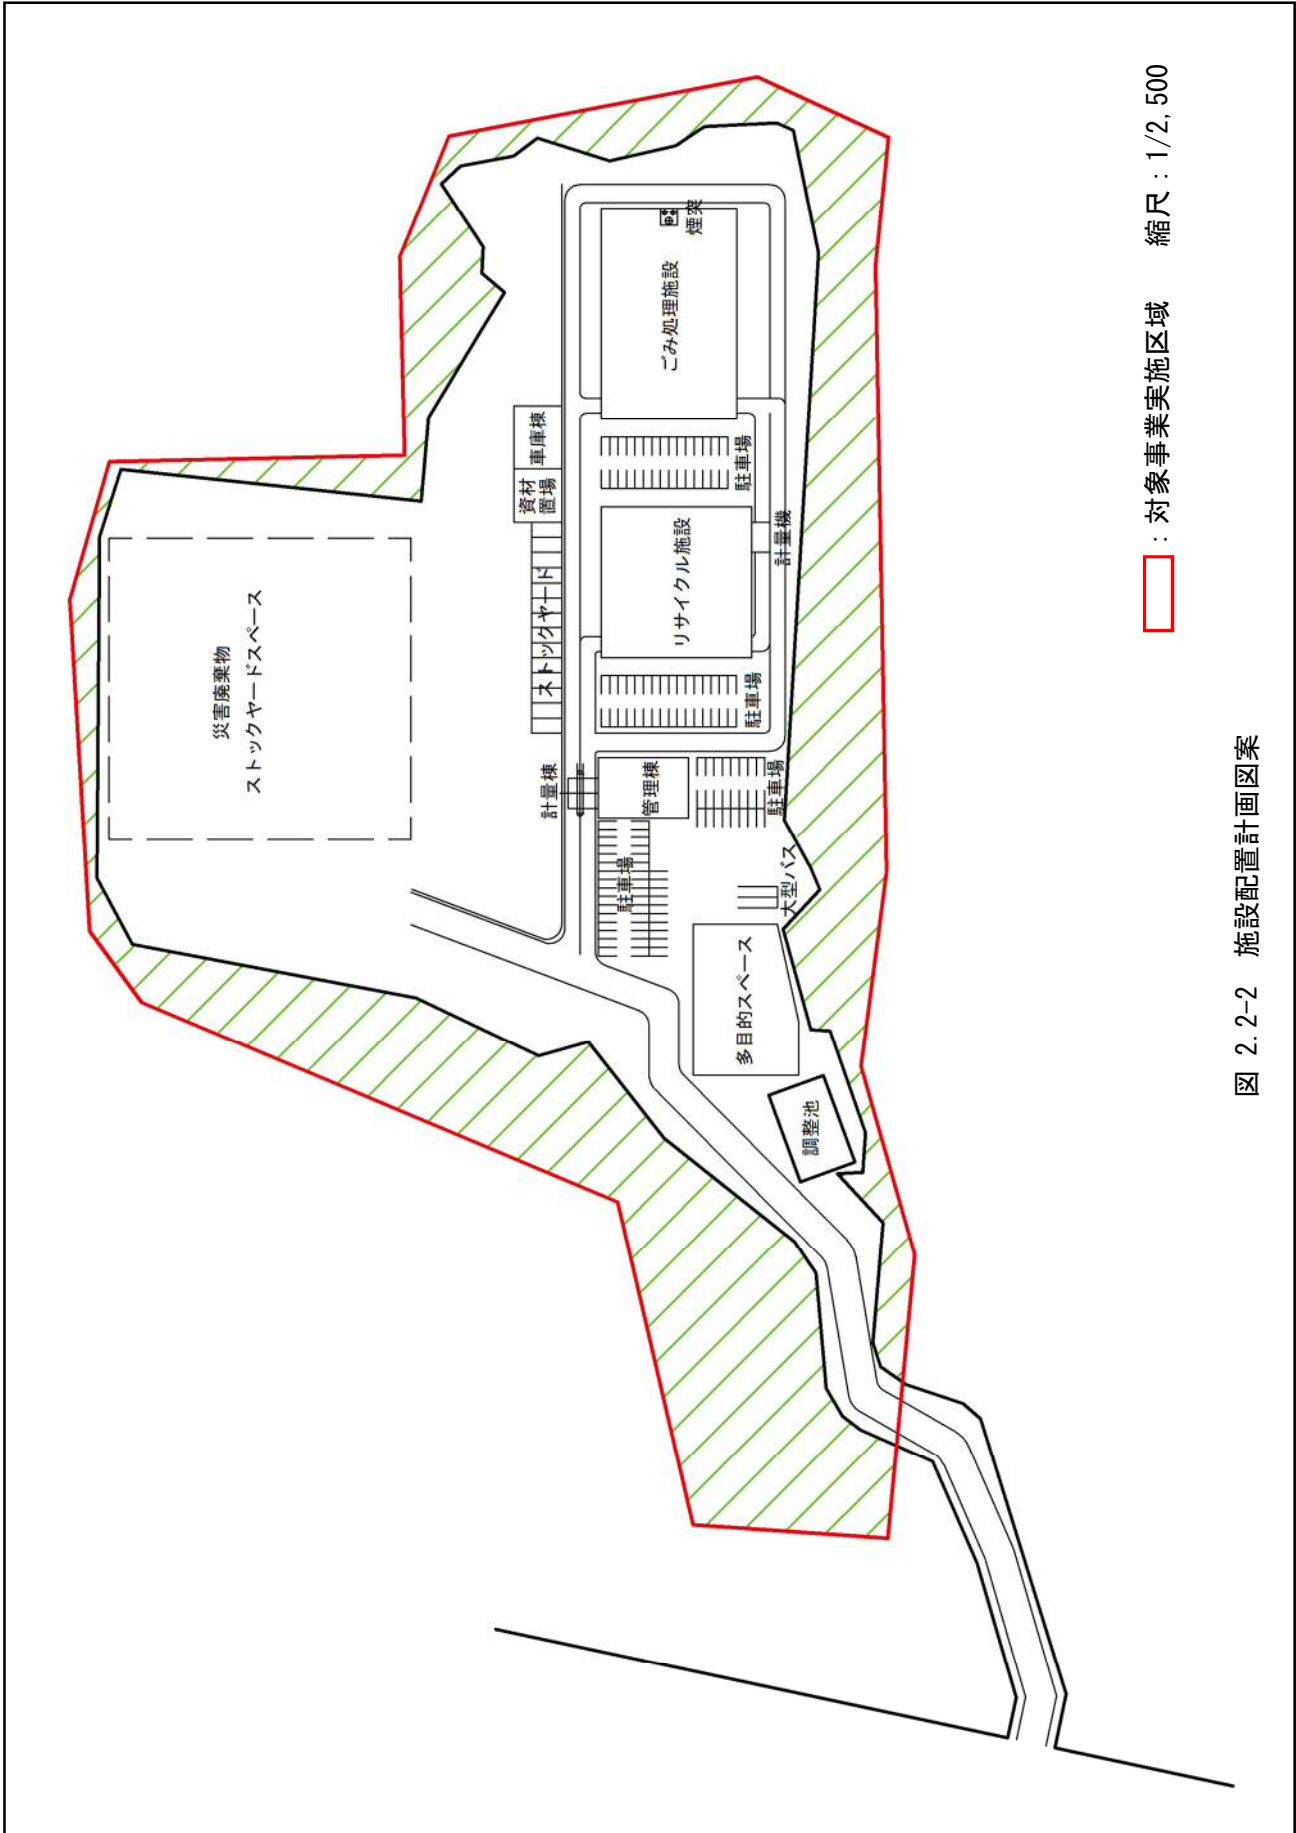 災害廃棄物
ストックヤードスペース
計量棟
ストックヤード
資材
置場
車庫棟
駐車場
管理棟
駐車場
駐車場
リサイクル施設
駐車場
ごみ処理施設
煙突
計量機
大型バス
多目的スペース
調整池
：対象事業実施区域　縮尺：1/2,500
図 2.2-2　施設配置計画図案